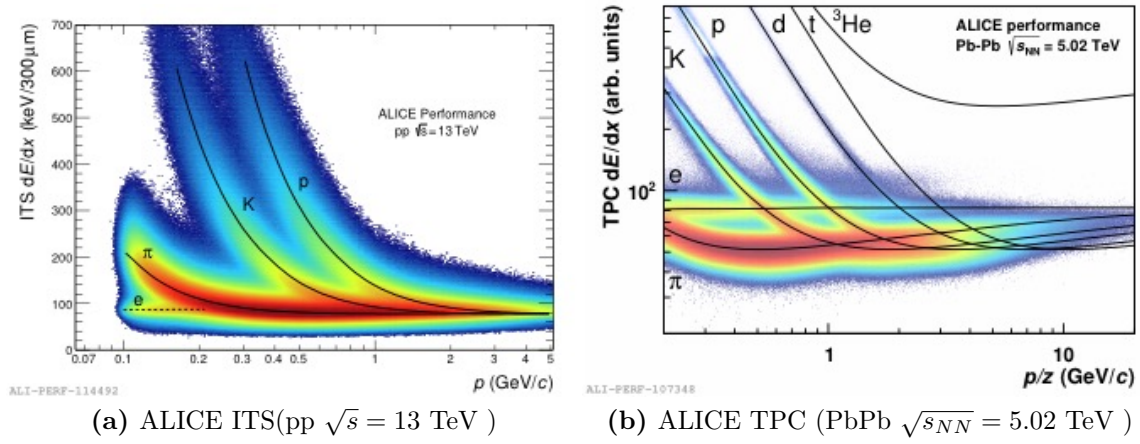 ITS dE/dx (keV/300μm)
700
600
500
400
300
200
100
0
ALICE Performance
pp √s = 13 TeV
π
e
K
p
0.07 0.1 0.2 0.3 0.4 0.5 1 2 3 4 5
p (GeV/c)
ALI-PERF-114492
(a) ALICE ITS(pp √s = 13 TeV )
TPC dE/dx (arb. units)
10²
K p d t ³He
e
π
ALICE performance
Pb-Pb √sNN = 5.02 TeV
1 10
p/z (GeV/c)
ALI-PERF-107348
(b) ALICE TPC (PbPb √sNN = 5.02 TeV )